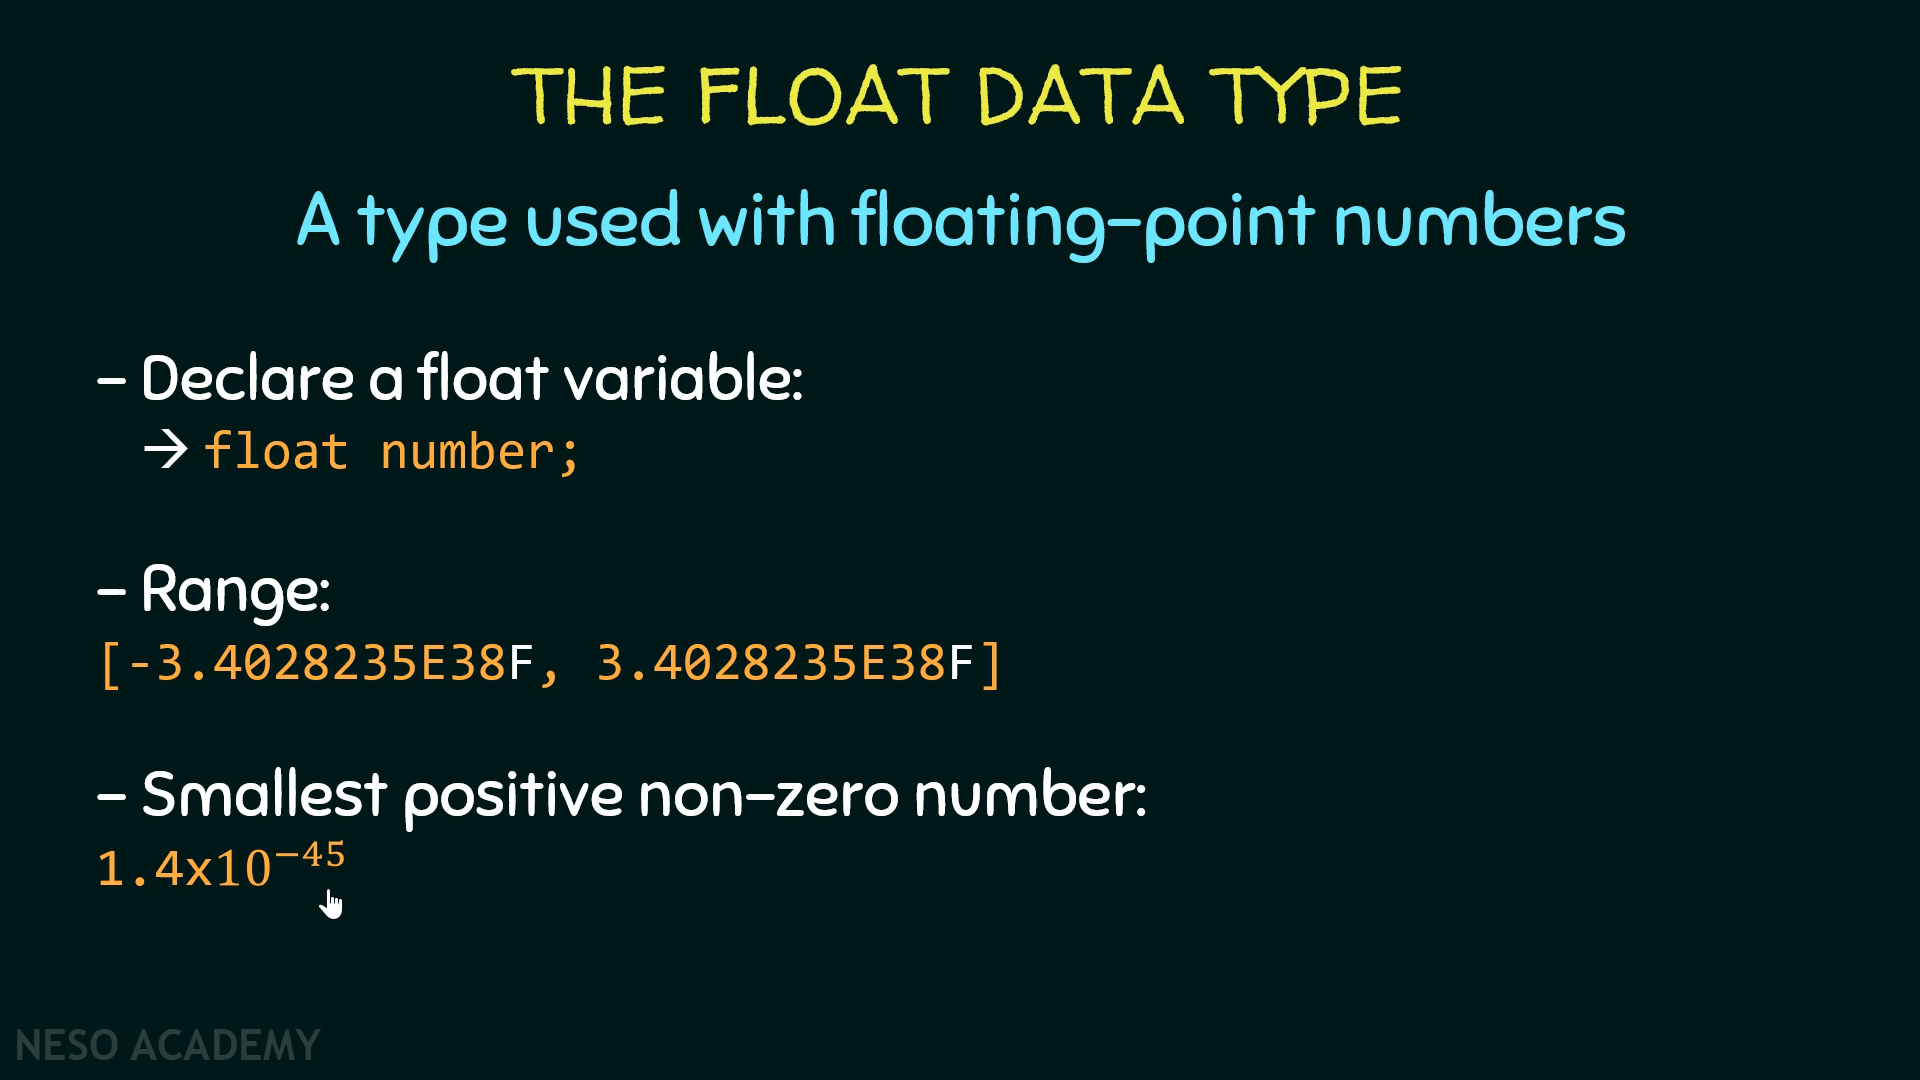 THE FLOAT DATA TYPE
A type used with floating-point numbers
- Declare a float variable:
→ float number;
- Range:
[-3.4028235E38F, 3.4028235E38F]
- Smallest positive non-zero number:
1.4x10⁻⁴⁵
NESO ACADEMY